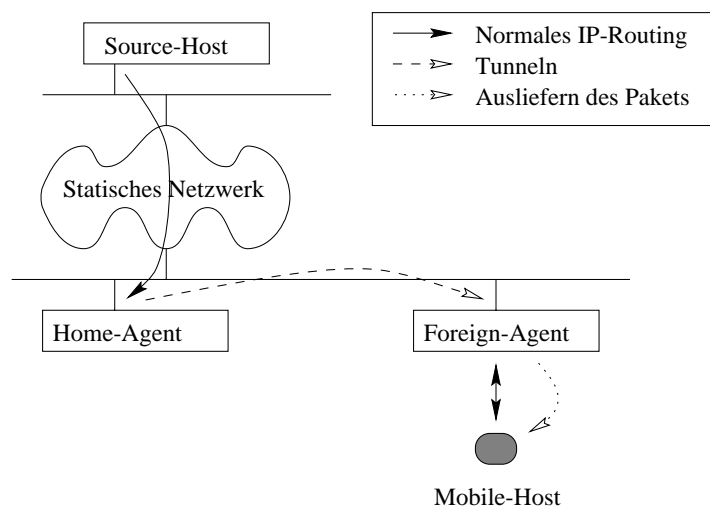 Source-Host
Normales IP-Routing
Tunneln
Ausliefern des Pakets
Statisches Netzwerk
Home-Agent
Foreign-Agent
Mobile-Host